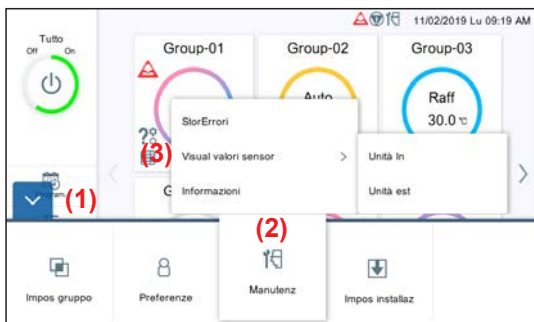 11/02/2019 Lu 09:19 AM
Tutto
Off On
Group-01
Group-02
Group-03
Auto
Raff
30.0 ℃
StorErrori
(3)
Visual valori sensor >
Unità In
Informazioni
Unità est
(1)
(2)
Impos gruppo
Preferenze
Manutenz
Impos installaz